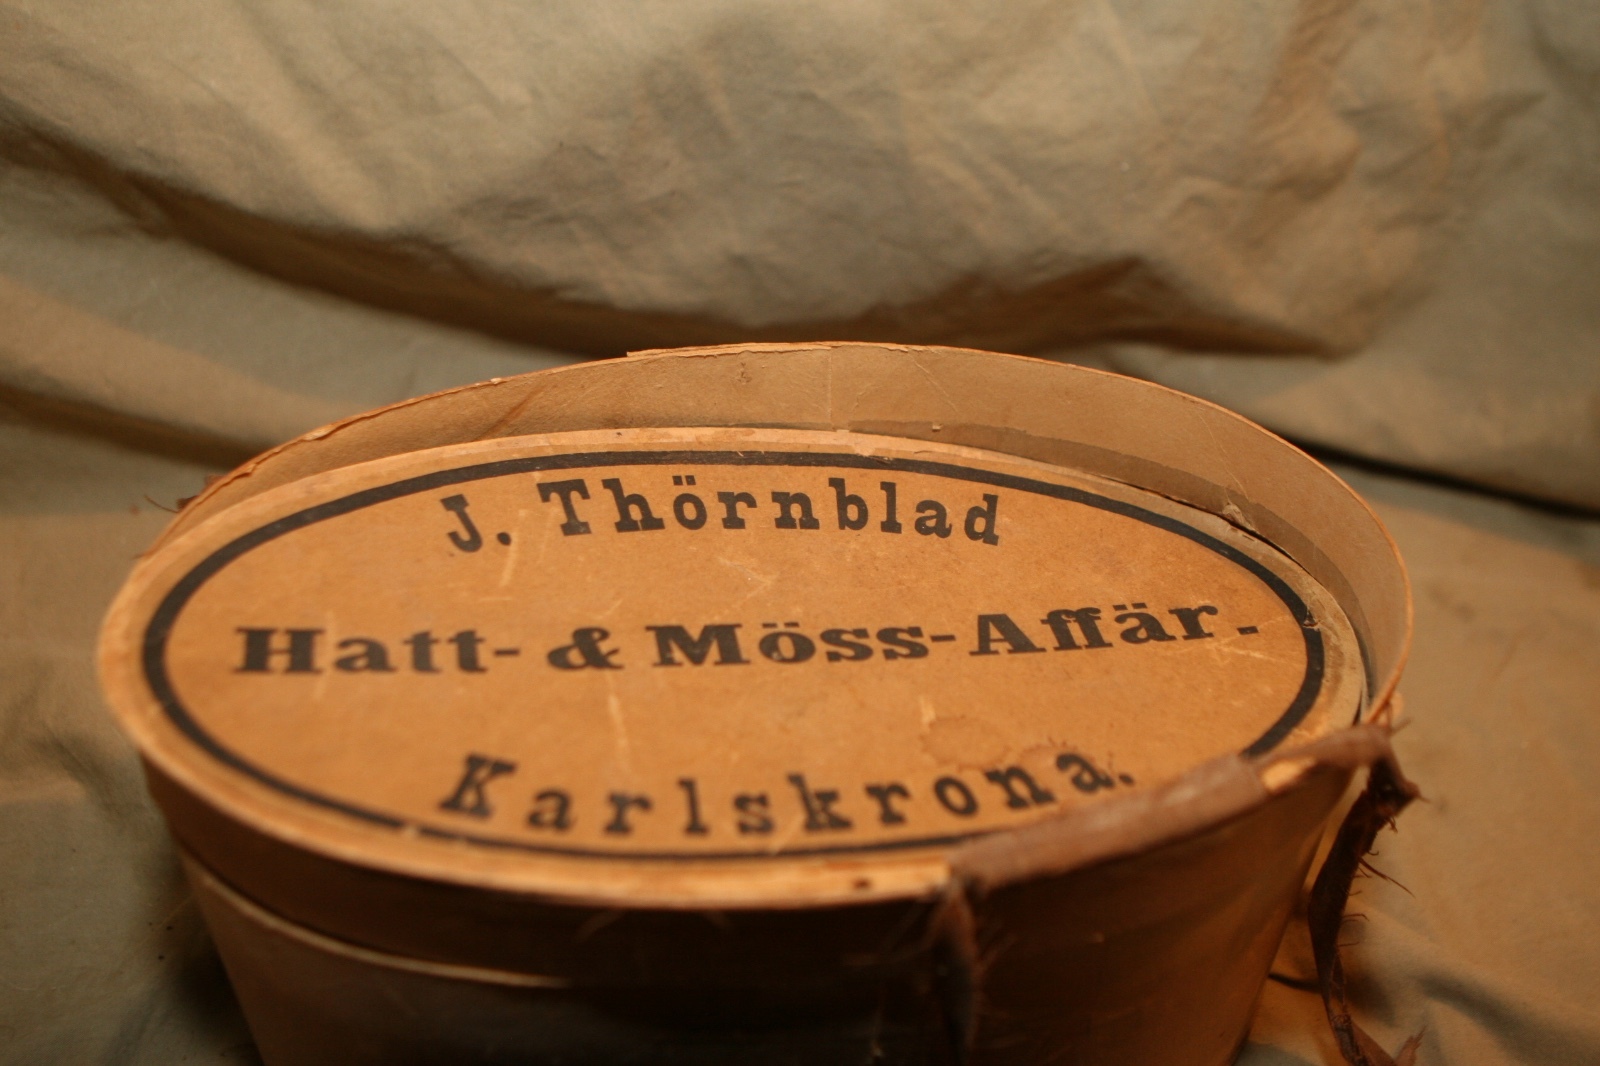 J. Thörnblad
Hatt- & Möss-Affär.
Karlskrona.